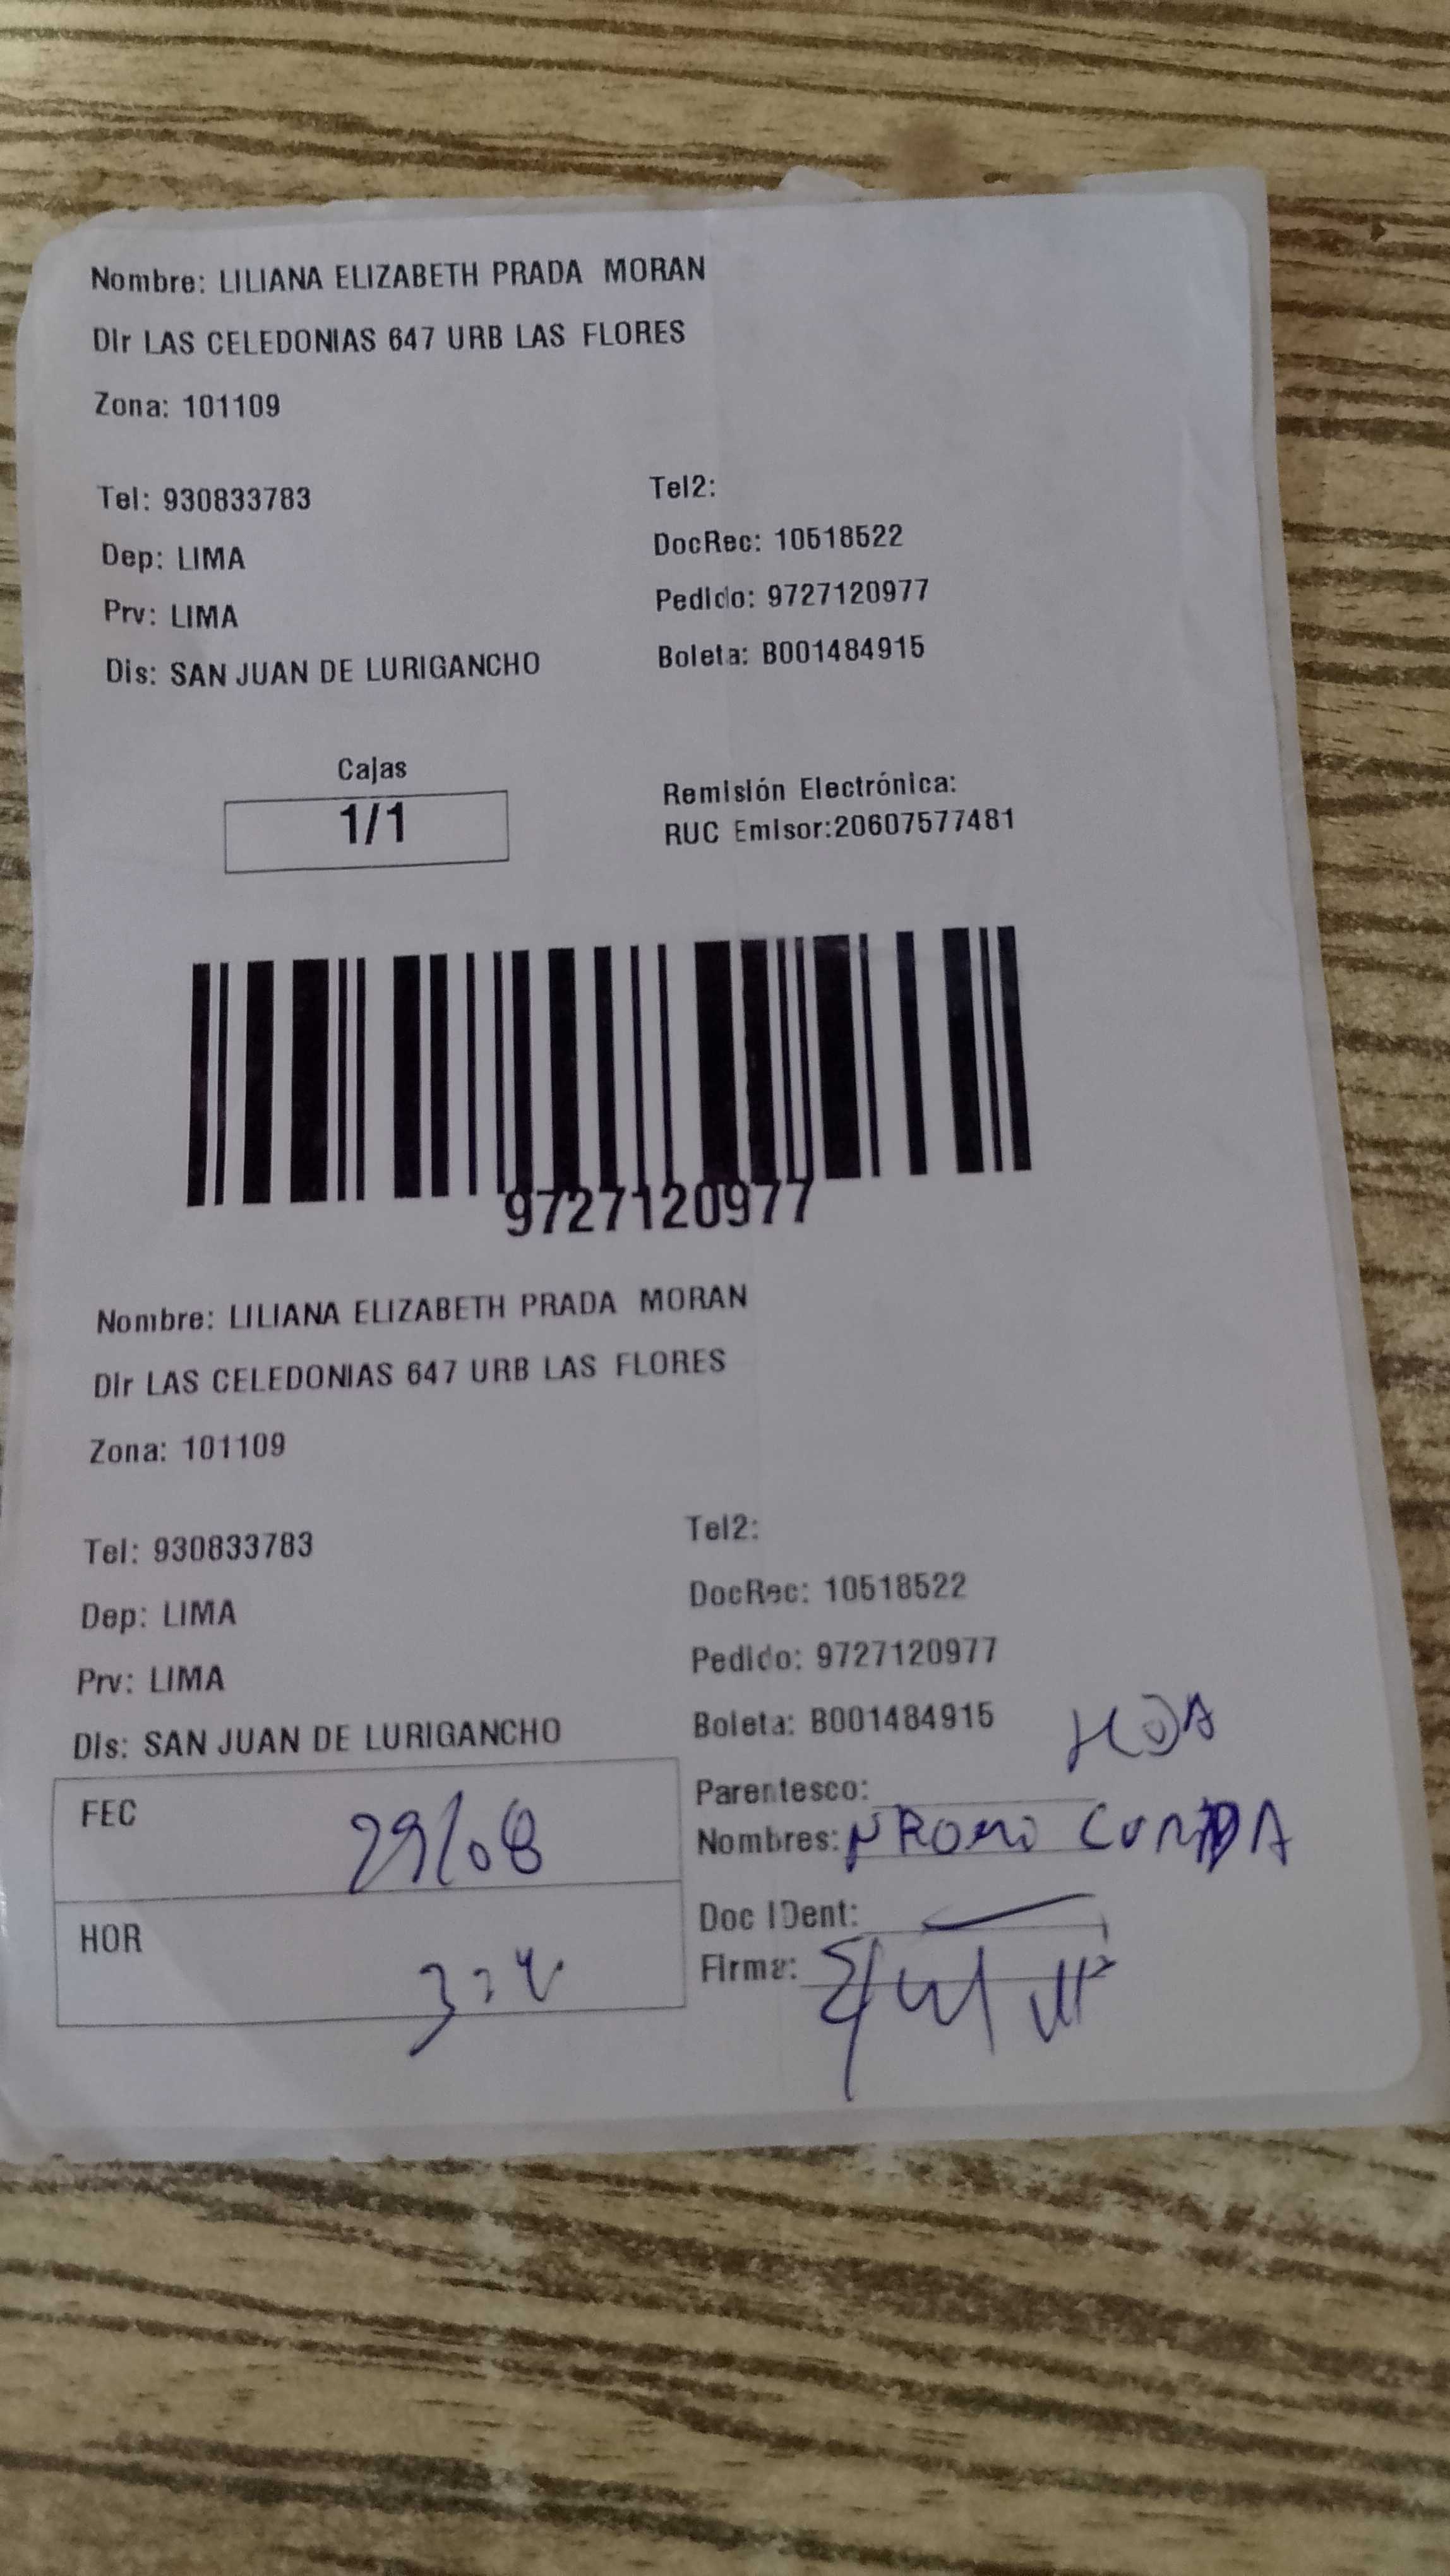 Nombre: LILIANA ELIZABETH PRADA MORAN
Dir LAS CELEDONIAS 647 URB LAS FLORES
Zona: 101109
Tel: 930833783 Tel2:
Dep: LIMA DocRec: 10518522
Prv: LIMA Pedido: 9727120977
Dis: SAN JUAN DE LURIGANCHO Boleta: B001484915
Cajas
1/1
Remisión Electrónica:
RUC Emisor:20607577481
9727120977
Nombre: LILIANA ELIZABETH PRADA MORAN
Dir LAS CELEDONIAS 647 URB LAS FLORES
Zona: 101109
Tel: 930833783 Tel2:
Dep: LIMA DocRec: 10518522
Prv: LIMA Pedido: 9727120977
Dis: SAN JUAN DE LURIGANCHO Boleta: B001484915
FEC 29/08
HOR
Parentesco:
Nombres:
Doc IDent:
Firma: